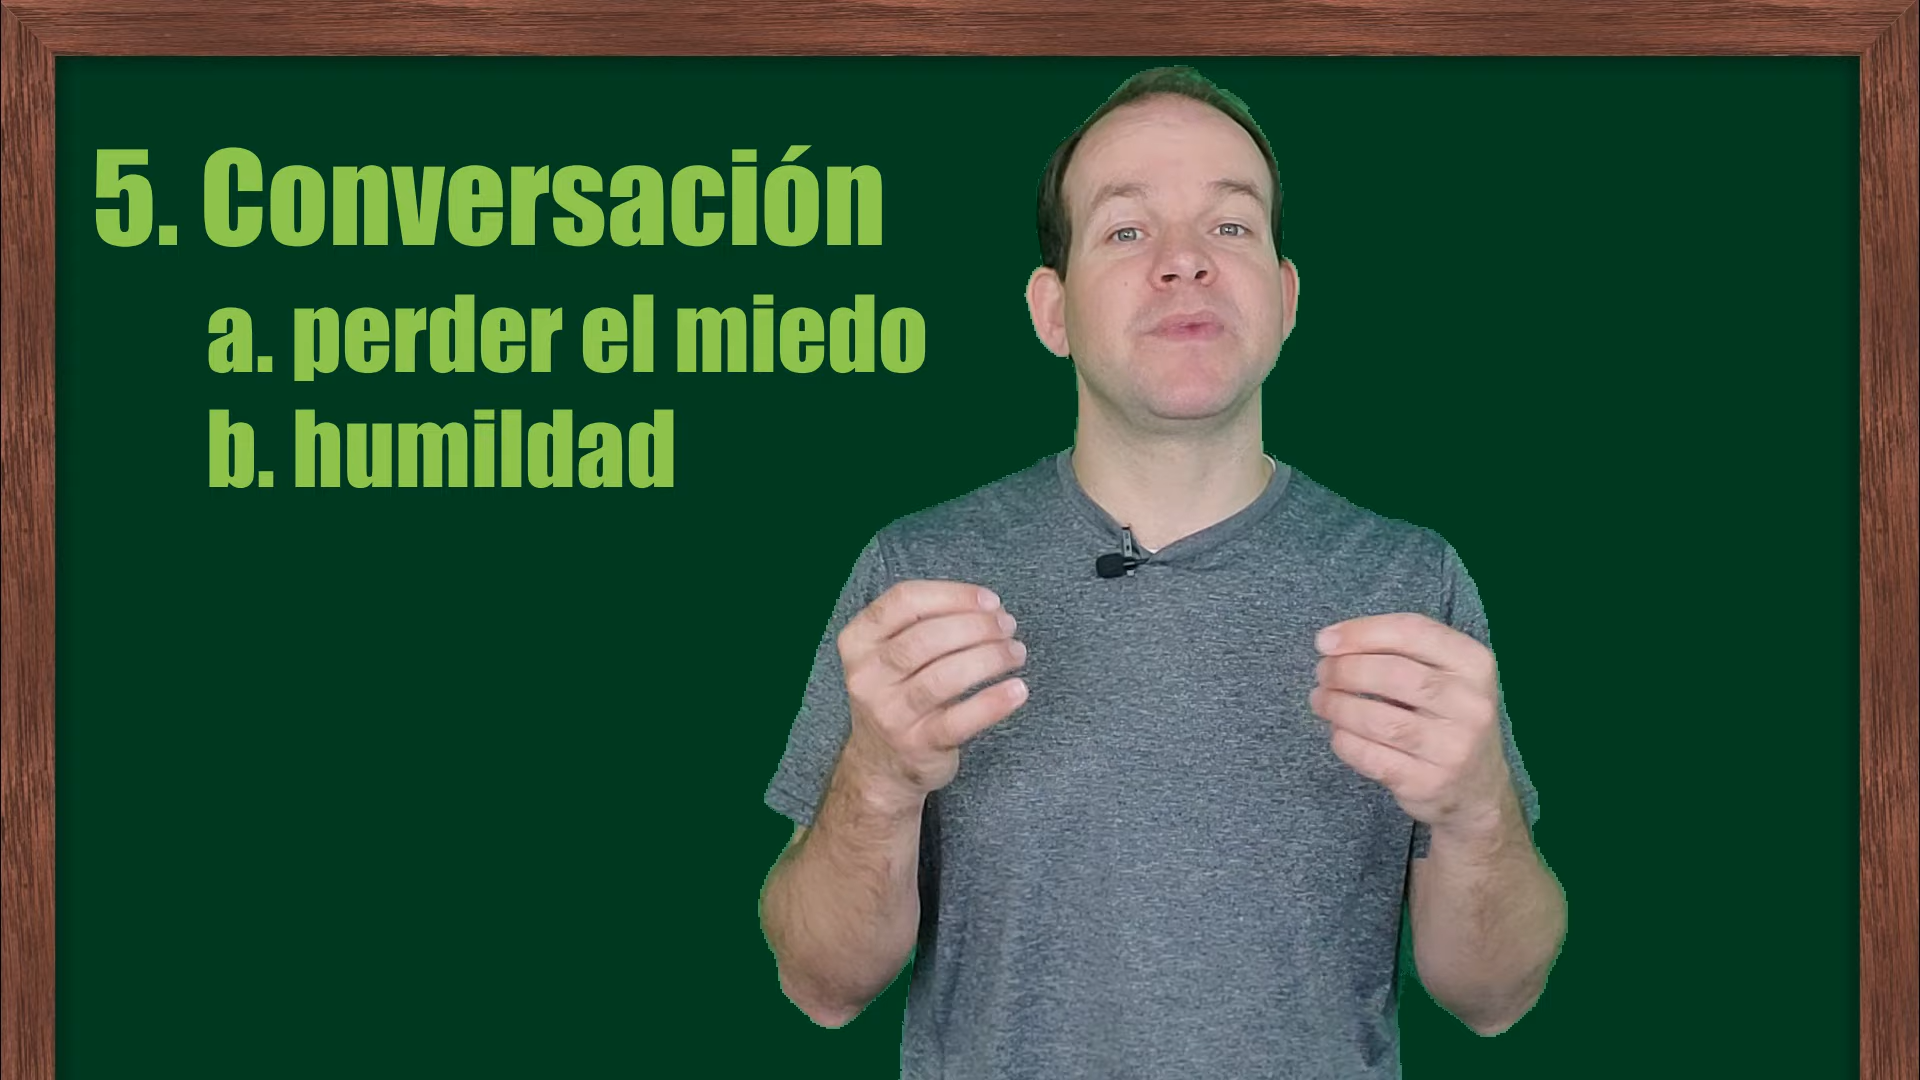 5. Conversación
a. perder el miedo
b. humildad